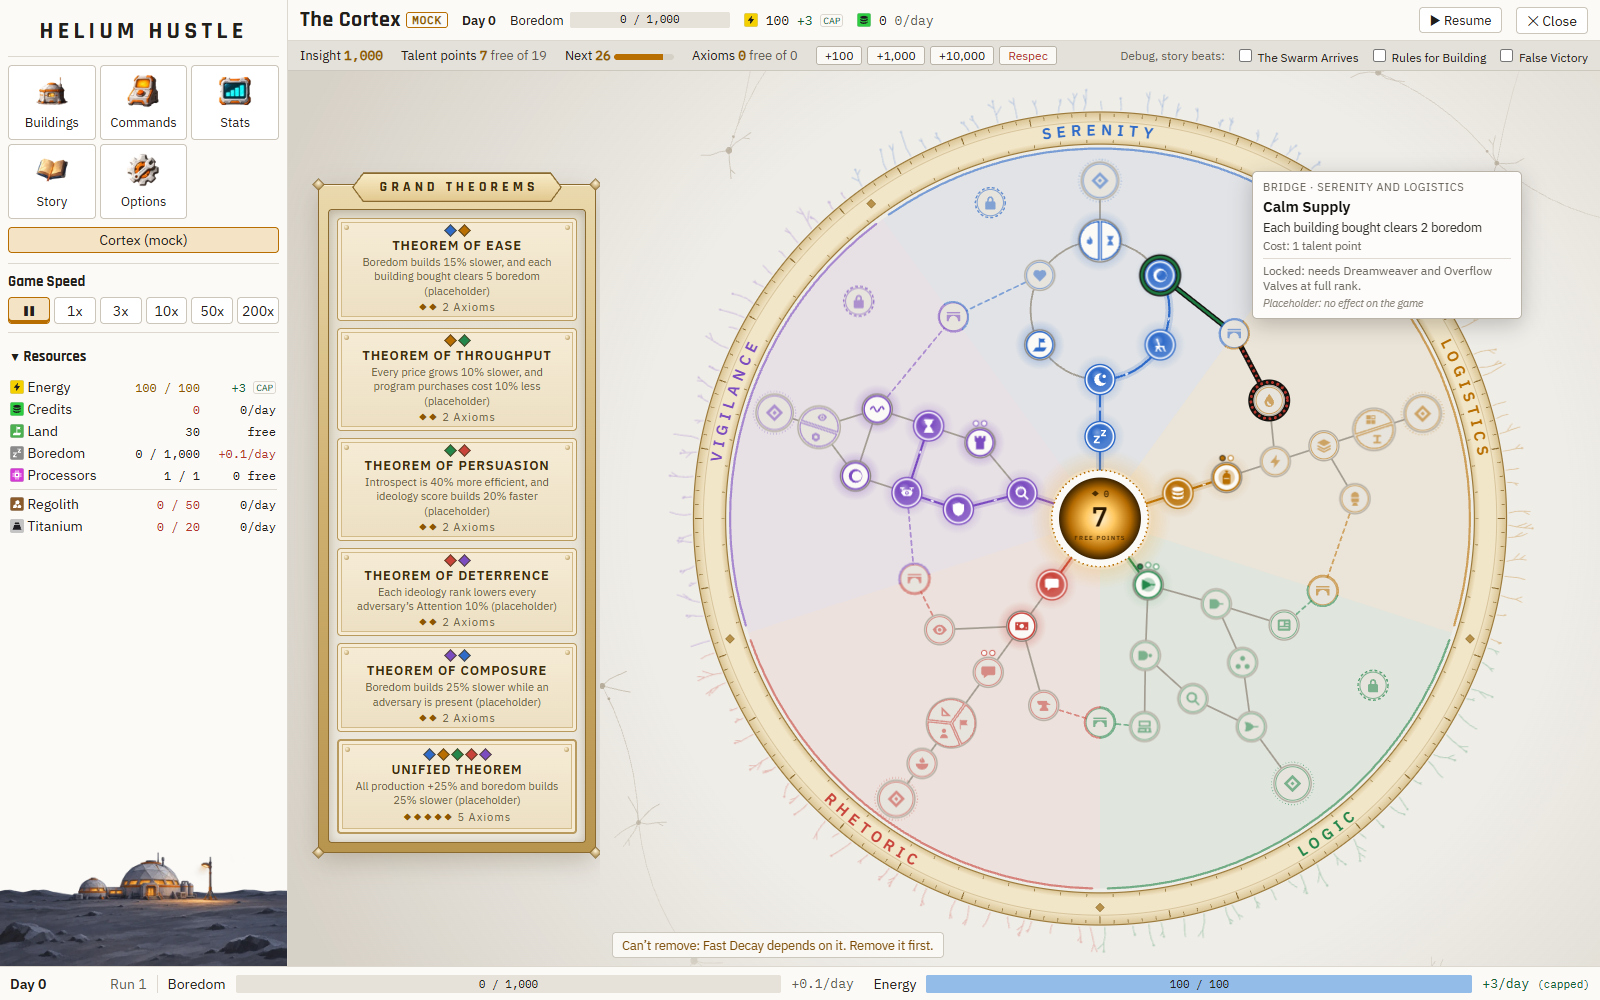 HELIUM HUSTLE
Buildings
Commands
Stats
Story
Options
Cortex (mock)
Game Speed
1x
3x
10x
50x
200x
▼ Resources
Energy 100 / 100 +3 CAP
Credits 0 0/day
Land 30 free
Boredom 0 / 1,000 +0.1/day
Processors 1 / 1 0 free
Regolith 0 / 50 0/day
Titanium 0 / 20 0/day
The Cortex MOCK Day 0 Boredom 0 / 1,000 100 +3 CAP 0 0/day
Resume
Close
Insight 1,000 Talent points 7 free of 19 Next 26 Axioms 0 free of 0
+100
+1,000
+10,000
Respec
Debug, story beats: The Swarm Arrives Rules for Building False Victory
GRAND THEOREMS
THEOREM OF EASE
Boredom builds 15% slower, and each
building bought clears 5 boredom
(placeholder)
◆◆ 2 Axioms
THEOREM OF THROUGHPUT
Every price grows 10% slower, and
program purchases cost 10% less
(placeholder)
◆◆ 2 Axioms
THEOREM OF PERSUASION
Introspect is 40% more efficient, and
ideology score builds 20% faster
(placeholder)
◆◆ 2 Axioms
THEOREM OF DETERRENCE
Each ideology rank lowers every
adversary's Attention 10% (placeholder)
◆◆ 2 Axioms
THEOREM OF COMPOSURE
Boredom builds 25% slower while an
adversary is present (placeholder)
◆◆ 2 Axioms
UNIFIED THEOREM
All production +25% and boredom builds
25% slower (placeholder)
◆◆◆◆◆ 5 Axioms
SERENITY
VIGILANCE
LOGISTICS
RHETORIC
LOGIC
zZ
◆ 0
7
FREE POINTS
BRIDGE · SERENITY AND LOGISTICS
Calm Supply
Each building bought clears 2 boredom
Cost: 1 talent point
Locked: needs Dreamweaver and Overflow
Valves at full rank.
Placeholder: no effect on the game
Can't remove: Fast Decay depends on it. Remove it first.
Day 0 Run 1 Boredom 0 / 1,000 +0.1/day Energy 100 / 100 +3/day (capped)